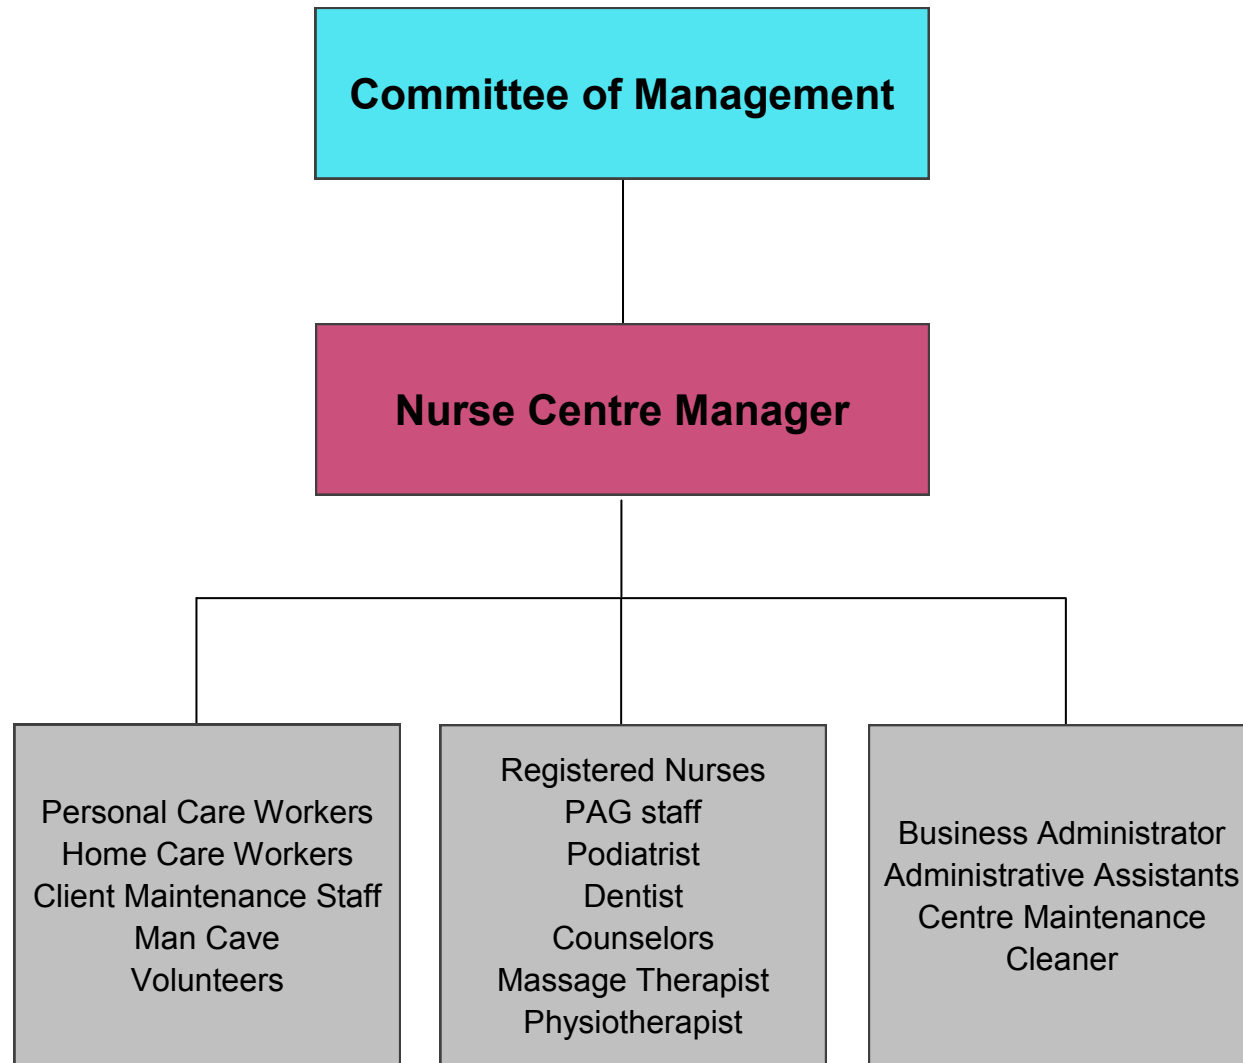 Committee of Management
Nurse Centre Manager
Personal Care Workers
Home Care Workers
Client Maintenance Staff
Man Cave
Volunteers
Registered Nurses
PAG staff
Podiatrist
Dentist
Counselors
Massage Therapist
Physiotherapist
Business Administrator
Administrative Assistants
Centre Maintenance
Cleaner